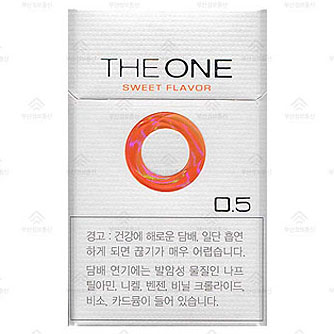 THE ONE
SWEET FLAVOR
0.5
경고 : 건강에 해로운 담배, 일단 흡연
하게 되면 끊기가 매우 어렵습니다.
담배 연기에는 발암성 물질인 나프
틸아민, 니켈, 벤젠, 비닐 크롤라이드,
비소, 카드뮴이 들어 있습니다.